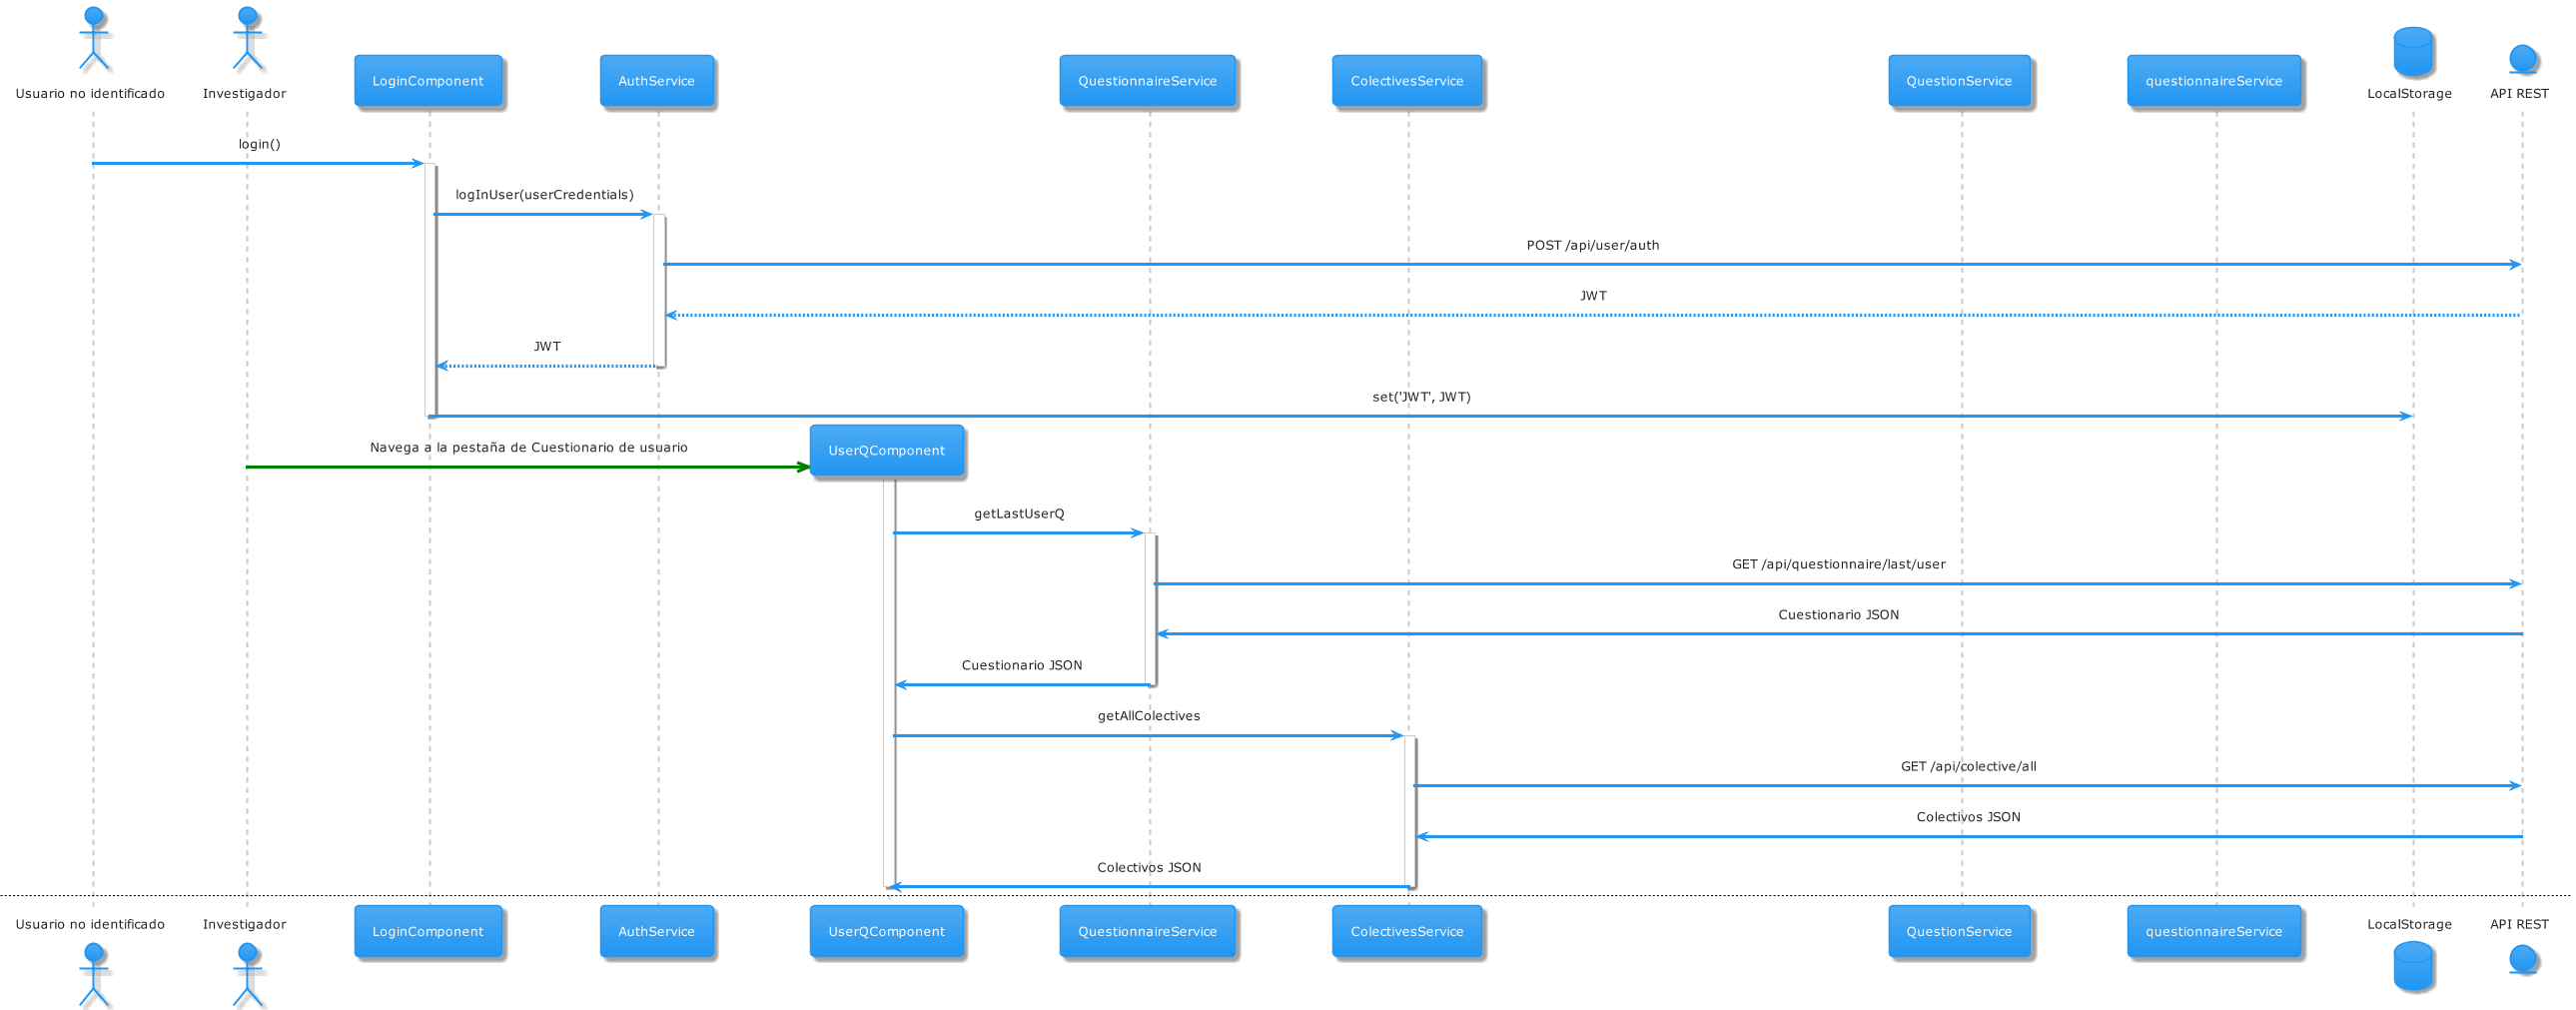 Usuario no identificado
Investigador
LoginComponent
AuthService
QuestionnaireService
ColectivesService
QuestionService
questionnaireService
LocalStorage
API REST
login()
logInUser(userCredentials)
POST /api/user/auth
JWT
JWT
set('JWT', JWT)
Navega a la pestaña de Cuestionario de usuario
UserQComponent
getLastUserQ
GET /api/questionnaire/last/user
Cuestionario JSON
Cuestionario JSON
getAllColectives
GET /api/colective/all
Colectivos JSON
Colectivos JSON
Usuario no identificado
Investigador
LoginComponent
AuthService
UserQComponent
QuestionnaireService
ColectivesService
QuestionService
questionnaireService
LocalStorage
API REST